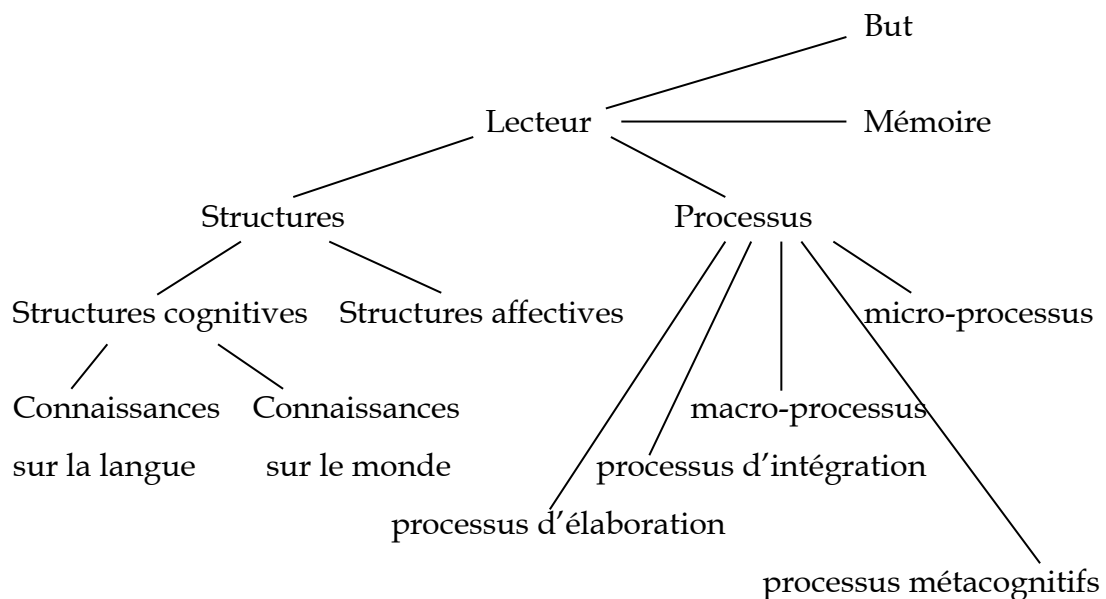 But
Lecteur Mémoire
Structures Processus
Structures cognitives Structures affectives micro-processus
Connaissances Connaissances macro-processus
sur la langue sur le monde processus d’intégration
processus d’élaboration
processus métacognitifs